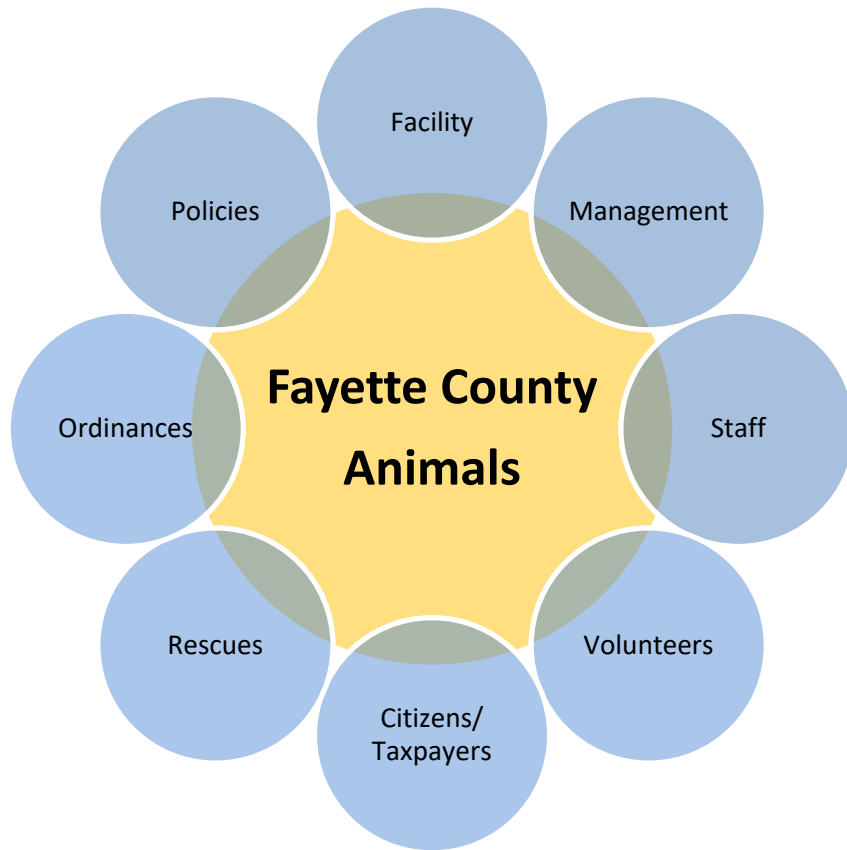 Facility
Policies
Management
Fayette County
Animals
Ordinances
Staff
Rescues
Volunteers
Citizens/
Taxpayers